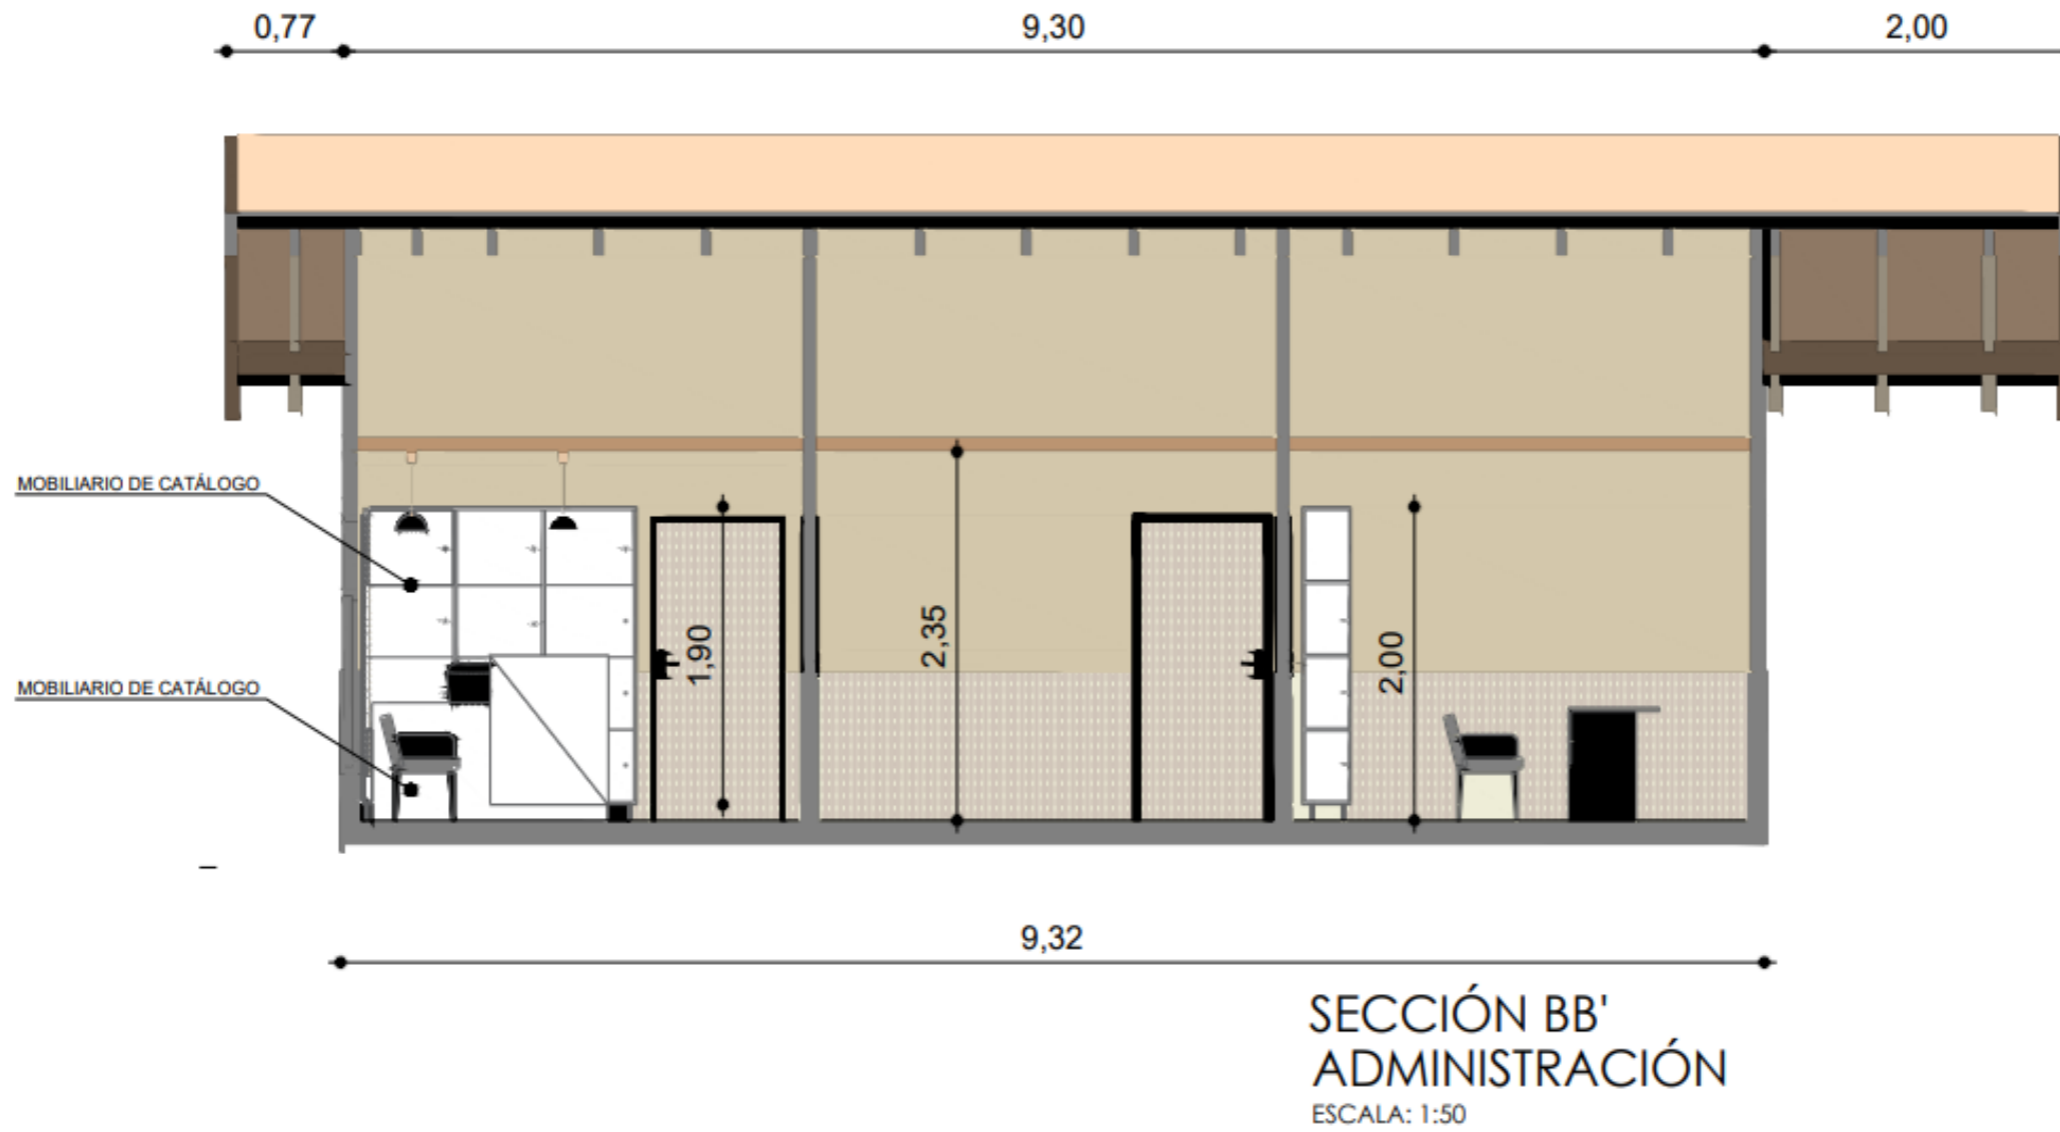 0,77
9,30
2,00
MOBILIARIO DE CATÁLOGO
MOBILIARIO DE CATÁLOGO
1,90
2,35
2,00
9,32
SECCIÓN BB'
ADMINISTRACIÓN
ESCALA: 1:50